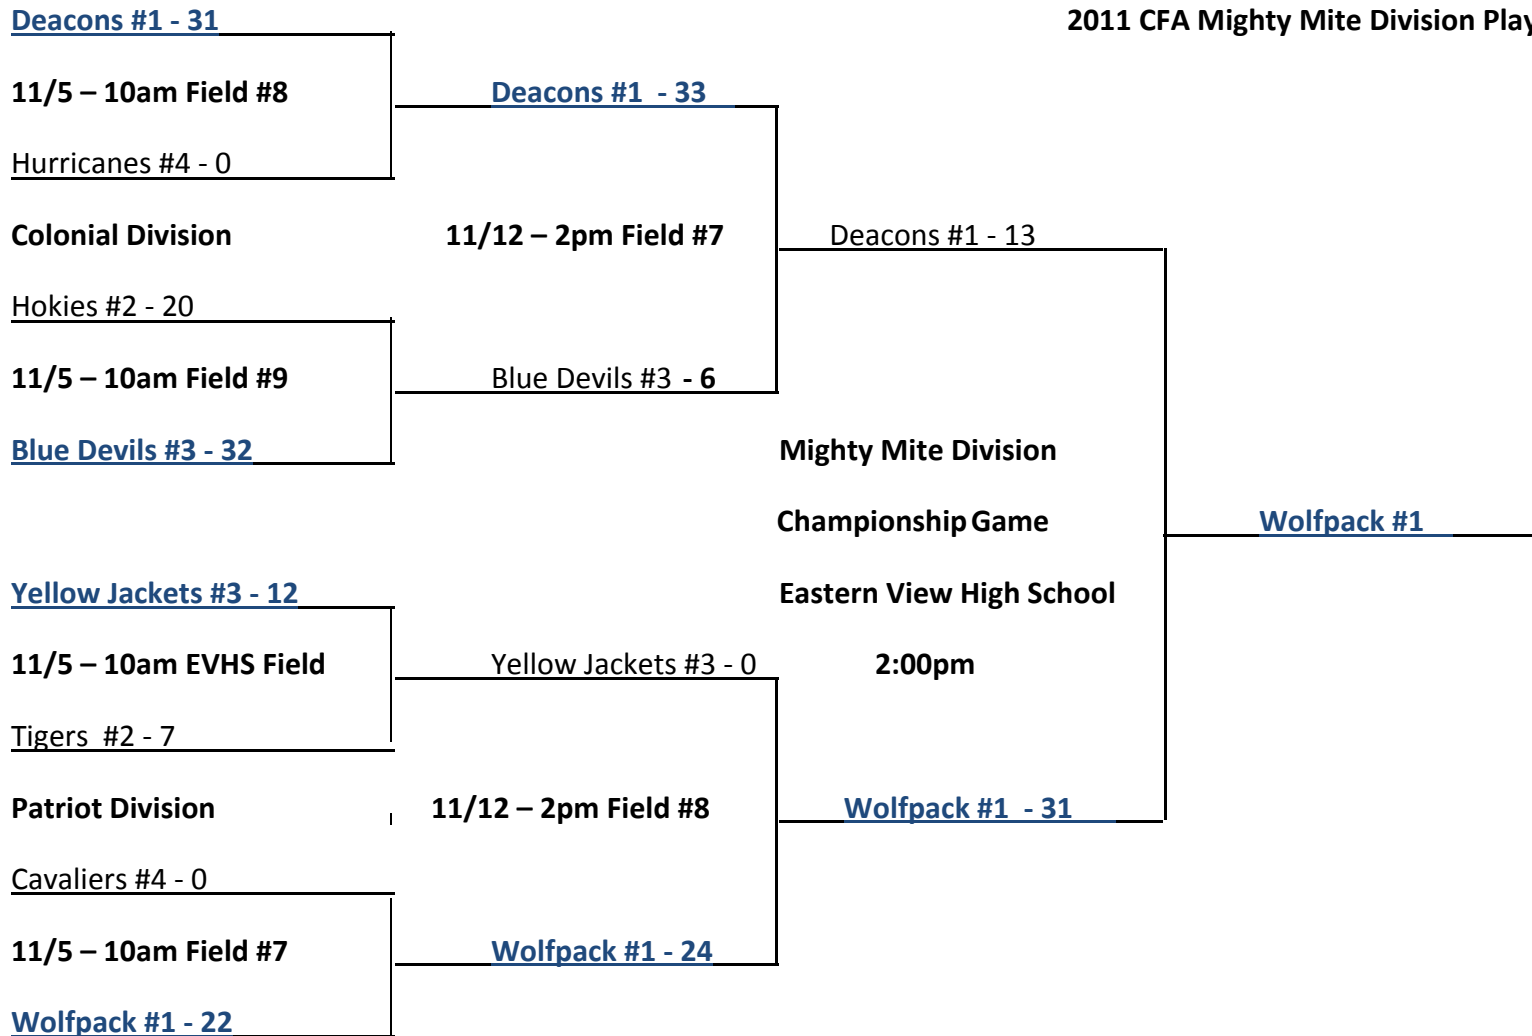 Deacons #1 - 31
2011 CFA Mighty Mite Division Play
11/5 – 10am Field #8
Deacons #1 - 33
Hurricanes #4 - 0
Colonial Division
11/12 – 2pm Field #7
Deacons #1 - 13
Hokies #2 - 20
11/5 – 10am Field #9
Blue Devils #3 - 6
Blue Devils #3 - 32
Mighty Mite Division
Championship Game
Wolfpack #1
Yellow Jackets #3 - 12
Eastern View High School
11/5 – 10am EVHS Field
Yellow Jackets #3 - 0
2:00pm
Tigers #2 - 7
Patriot Division
11/12 – 2pm Field #8
Wolfpack #1 - 31
Cavaliers #4 - 0
11/5 – 10am Field #7
Wolfpack #1 - 24
Wolfpack #1 - 22